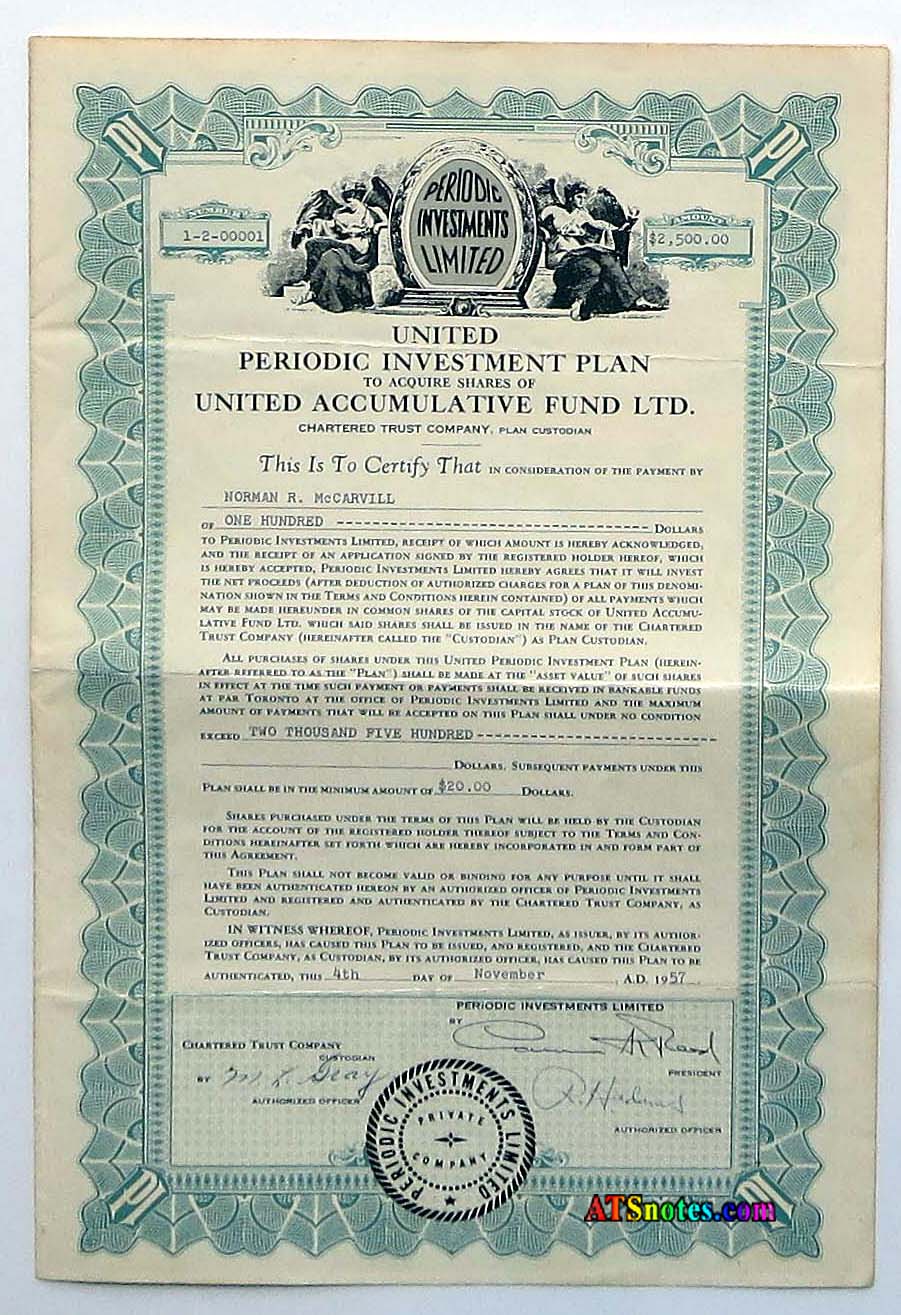 PI
PI
NUMBER
1-2-00001
PERIODIC
INVESTMENTS
LIMITED
AMOUNT
$2,500.00
UNITED
PERIODIC INVESTMENT PLAN
TO ACQUIRE SHARES OF
UNITED ACCUMULATIVE FUND LTD.
CHARTERED TRUST COMPANY, PLAN CUSTODIAN
This Is To Certify That IN CONSIDERATION OF THE PAYMENT BY
NORMAN R. McCARVILL
OF ONE HUNDRED ---------------------------------- DOLLARS
TO PERIODIC INVESTMENTS LIMITED, RECEIPT OF WHICH AMOUNT IS HEREBY ACKNOWLEDGED,
AND THE RECEIPT OF AN APPLICATION SIGNED BY THE REGISTERED HOLDER HEREOF, WHICH
IS HEREBY ACCEPTED, PERIODIC INVESTMENTS LIMITED HEREBY AGREES THAT IT WILL INVEST
THE NET PROCEEDS (AFTER DEDUCTION OF AUTHORIZED CHARGES FOR A PLAN OF THIS DENOMI-
NATION SHOWN IN THE TERMS AND CONDITIONS HEREIN CONTAINED) OF ALL PAYMENTS WHICH
MAY BE MADE HEREUNDER IN COMMON SHARES OF THE CAPITAL STOCK OF UNITED ACCUMU-
LATIVE FUND LTD. WHICH SAID SHARES SHALL BE ISSUED IN THE NAME OF THE CHARTERED
TRUST COMPANY (HEREINAFTER CALLED THE "CUSTODIAN") AS PLAN CUSTODIAN.
ALL PURCHASES OF SHARES UNDER THIS UNITED PERIODIC INVESTMENT PLAN (HEREIN-
AFTER REFERRED TO AS THE "PLAN") SHALL BE MADE AT THE "ASSET VALUE" OF SUCH SHARES
IN EFFECT AT THE TIME SUCH PAYMENT OR PAYMENTS SHALL BE RECEIVED IN BANKABLE FUNDS
AT PAR TORONTO AT THE OFFICE OF PERIODIC INVESTMENTS LIMITED AND THE MAXIMUM
AMOUNT OF PAYMENTS THAT WILL BE ACCEPTED ON THIS PLAN SHALL UNDER NO CONDITION
EXCEED TWO THOUSAND FIVE HUNDRED--------------------------
DOLLARS. SUBSEQUENT PAYMENTS UNDER THIS
PLAN SHALL BE IN THE MINIMUM AMOUNT OF $20.00 DOLLARS.
SHARES PURCHASED UNDER THE TERMS OF THIS PLAN WILL BE HELD BY THE CUSTODIAN
FOR THE ACCOUNT OF THE REGISTERED HOLDER THEREOF SUBJECT TO THE TERMS AND CON-
DITIONS HEREINAFTER SET FORTH WHICH ARE HEREBY INCORPORATED IN AND FORM PART OF
THIS AGREEMENT.
THIS PLAN SHALL NOT BECOME VALID OR BINDING FOR ANY PURPOSE UNTIL IT SHALL
HAVE BEEN AUTHENTICATED HEREON BY AN AUTHORIZED OFFICER OF PERIODIC INVESTMENTS
LIMITED AND REGISTERED AND AUTHENTICATED BY THE CHARTERED TRUST COMPANY, AS
CUSTODIAN.
IN WITNESS WHEREOF, PERIODIC INVESTMENTS LIMITED, AS ISSUER, BY ITS AUTHOR-
IZED OFFICERS, HAS CAUSED THIS PLAN TO BE ISSUED, AND REGISTERED, AND THE CHARTERED
TRUST COMPANY, AS CUSTODIAN, BY ITS AUTHORIZED OFFICER, HAS CAUSED THIS PLAN TO BE
AUTHENTICATED, THIS 4th DAY OF November, A.D. 1957.
PERIODIC INVESTMENTS LIMITED
BY
CHARTERED TRUST COMPANY
CUSTODIAN
PRESIDENT
BY M L Gray
AUTHORIZED OFFICER
AUTHORIZED OFFICER
PERIODIC INVESTMENTS LIMITED
PRIVATE
COMPANY
PI
PI
ATSnotes.com